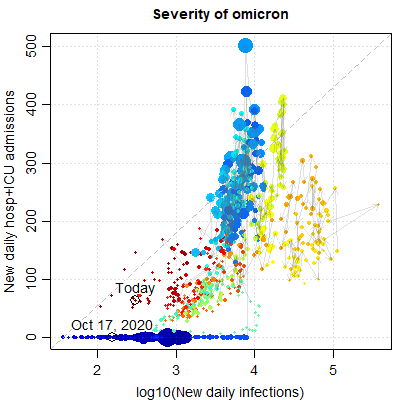 Severity of omicron
New daily hosp+ICU admissions
500
400
300
200
100
0
Today
Oct 17, 2020
2 3 4 5
log10(New daily infections)